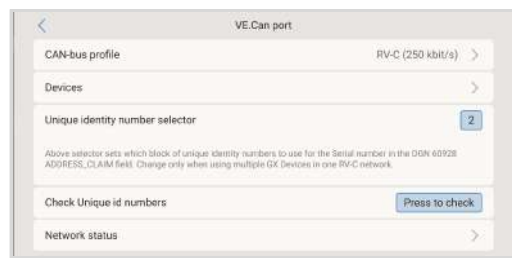 VE.Can port
CAN-bus profile RV-C (250 kbit/s)
Devices
Unique identity number selector 2
Above selector sets which block of unique identity numbers to use for the Serial number in the DGN 60928
ADDRESS_CLAIM field. Change only when using multiple GX Devices in one RV-C network.
Check Unique id numbers Press to check
Network status